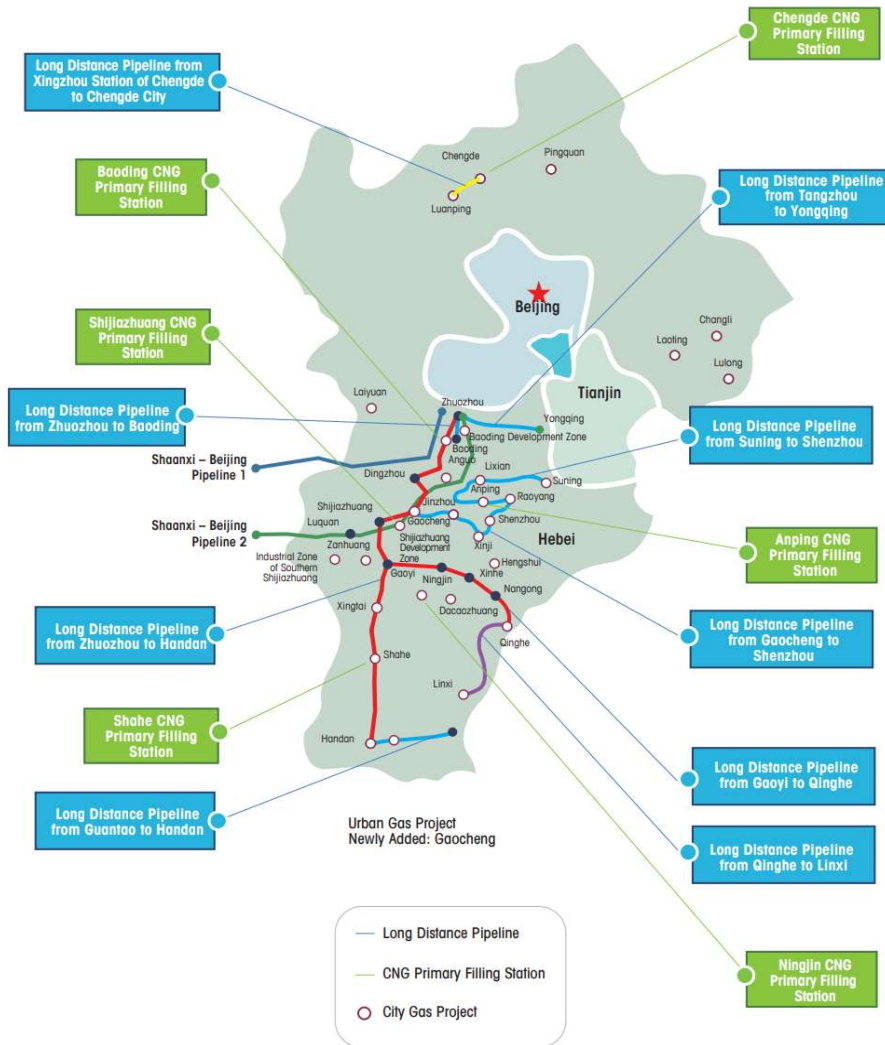 Chengde CNG
Primary Filling
Station
Long Distance Pipeline from
Xingzhou Station of Chengde
to Chengde City
Chengde
Pingquan
Baoding CNG
Primary Filling
Station
Long Distance Pipeline
from Tangzhou
to Yongqing
Luanping
Beijing
Shijiazhuang CNG
Primary Filling
Station
Changli
Laoting
Lulong
Tianjin
Laiyuan
Zhuozhou
Long Distance Pipeline
from Zhuozhou to Baoding
Yongqing
Baoding Development Zone
Baoding
Long Distance Pipeline
from Suning to Shenzhou
Shaanxi – Beijing
Pipeline 1
Anguo
Lixian
Dingzhou
Suning
Anping
Raoyang
Jinzhou
Shijiazhuang
Shaanxi – Beijing
Pipeline 2
Luquan
Gaocheng
Shenzhou
Shijiazhuang
Development
Zone
Xinji
Hebei
Anping CNG
Primary Filling
Station
Zanhuang
Industrial Zone
of Southern
Shijiazhuang
Hengshui
Gaoyi
Ningjin
Xinhe
Nangong
Dacaozhuang
Xingtai
Qinghe
Long Distance Pipeline
from Zhuozhou to Handan
Long Distance Pipeline
from Gaocheng to
Shenzhou
Shahe
Linxi
Shahe CNG
Primary Filling
Station
Handan
Long Distance Pipeline
from Gaoyi to Qinghe
Long Distance Pipeline
from Guantao to Handan
Urban Gas Project
Newly Added: Gaocheng
Long Distance Pipeline
from Qinghe to Linxi
Long Distance Pipeline
CNG Primary Filling Station
City Gas Project
Ningjin CNG
Primary Filling
Station